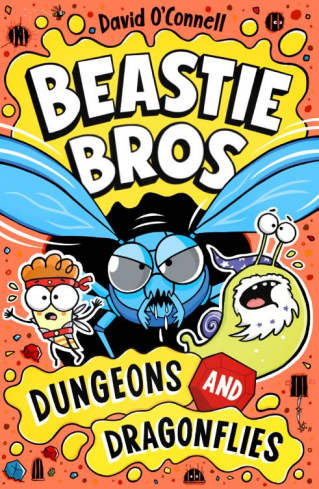 David O'Connell
BEASTIE
BROS
DUNGEONS AND
DRAGONFLIES